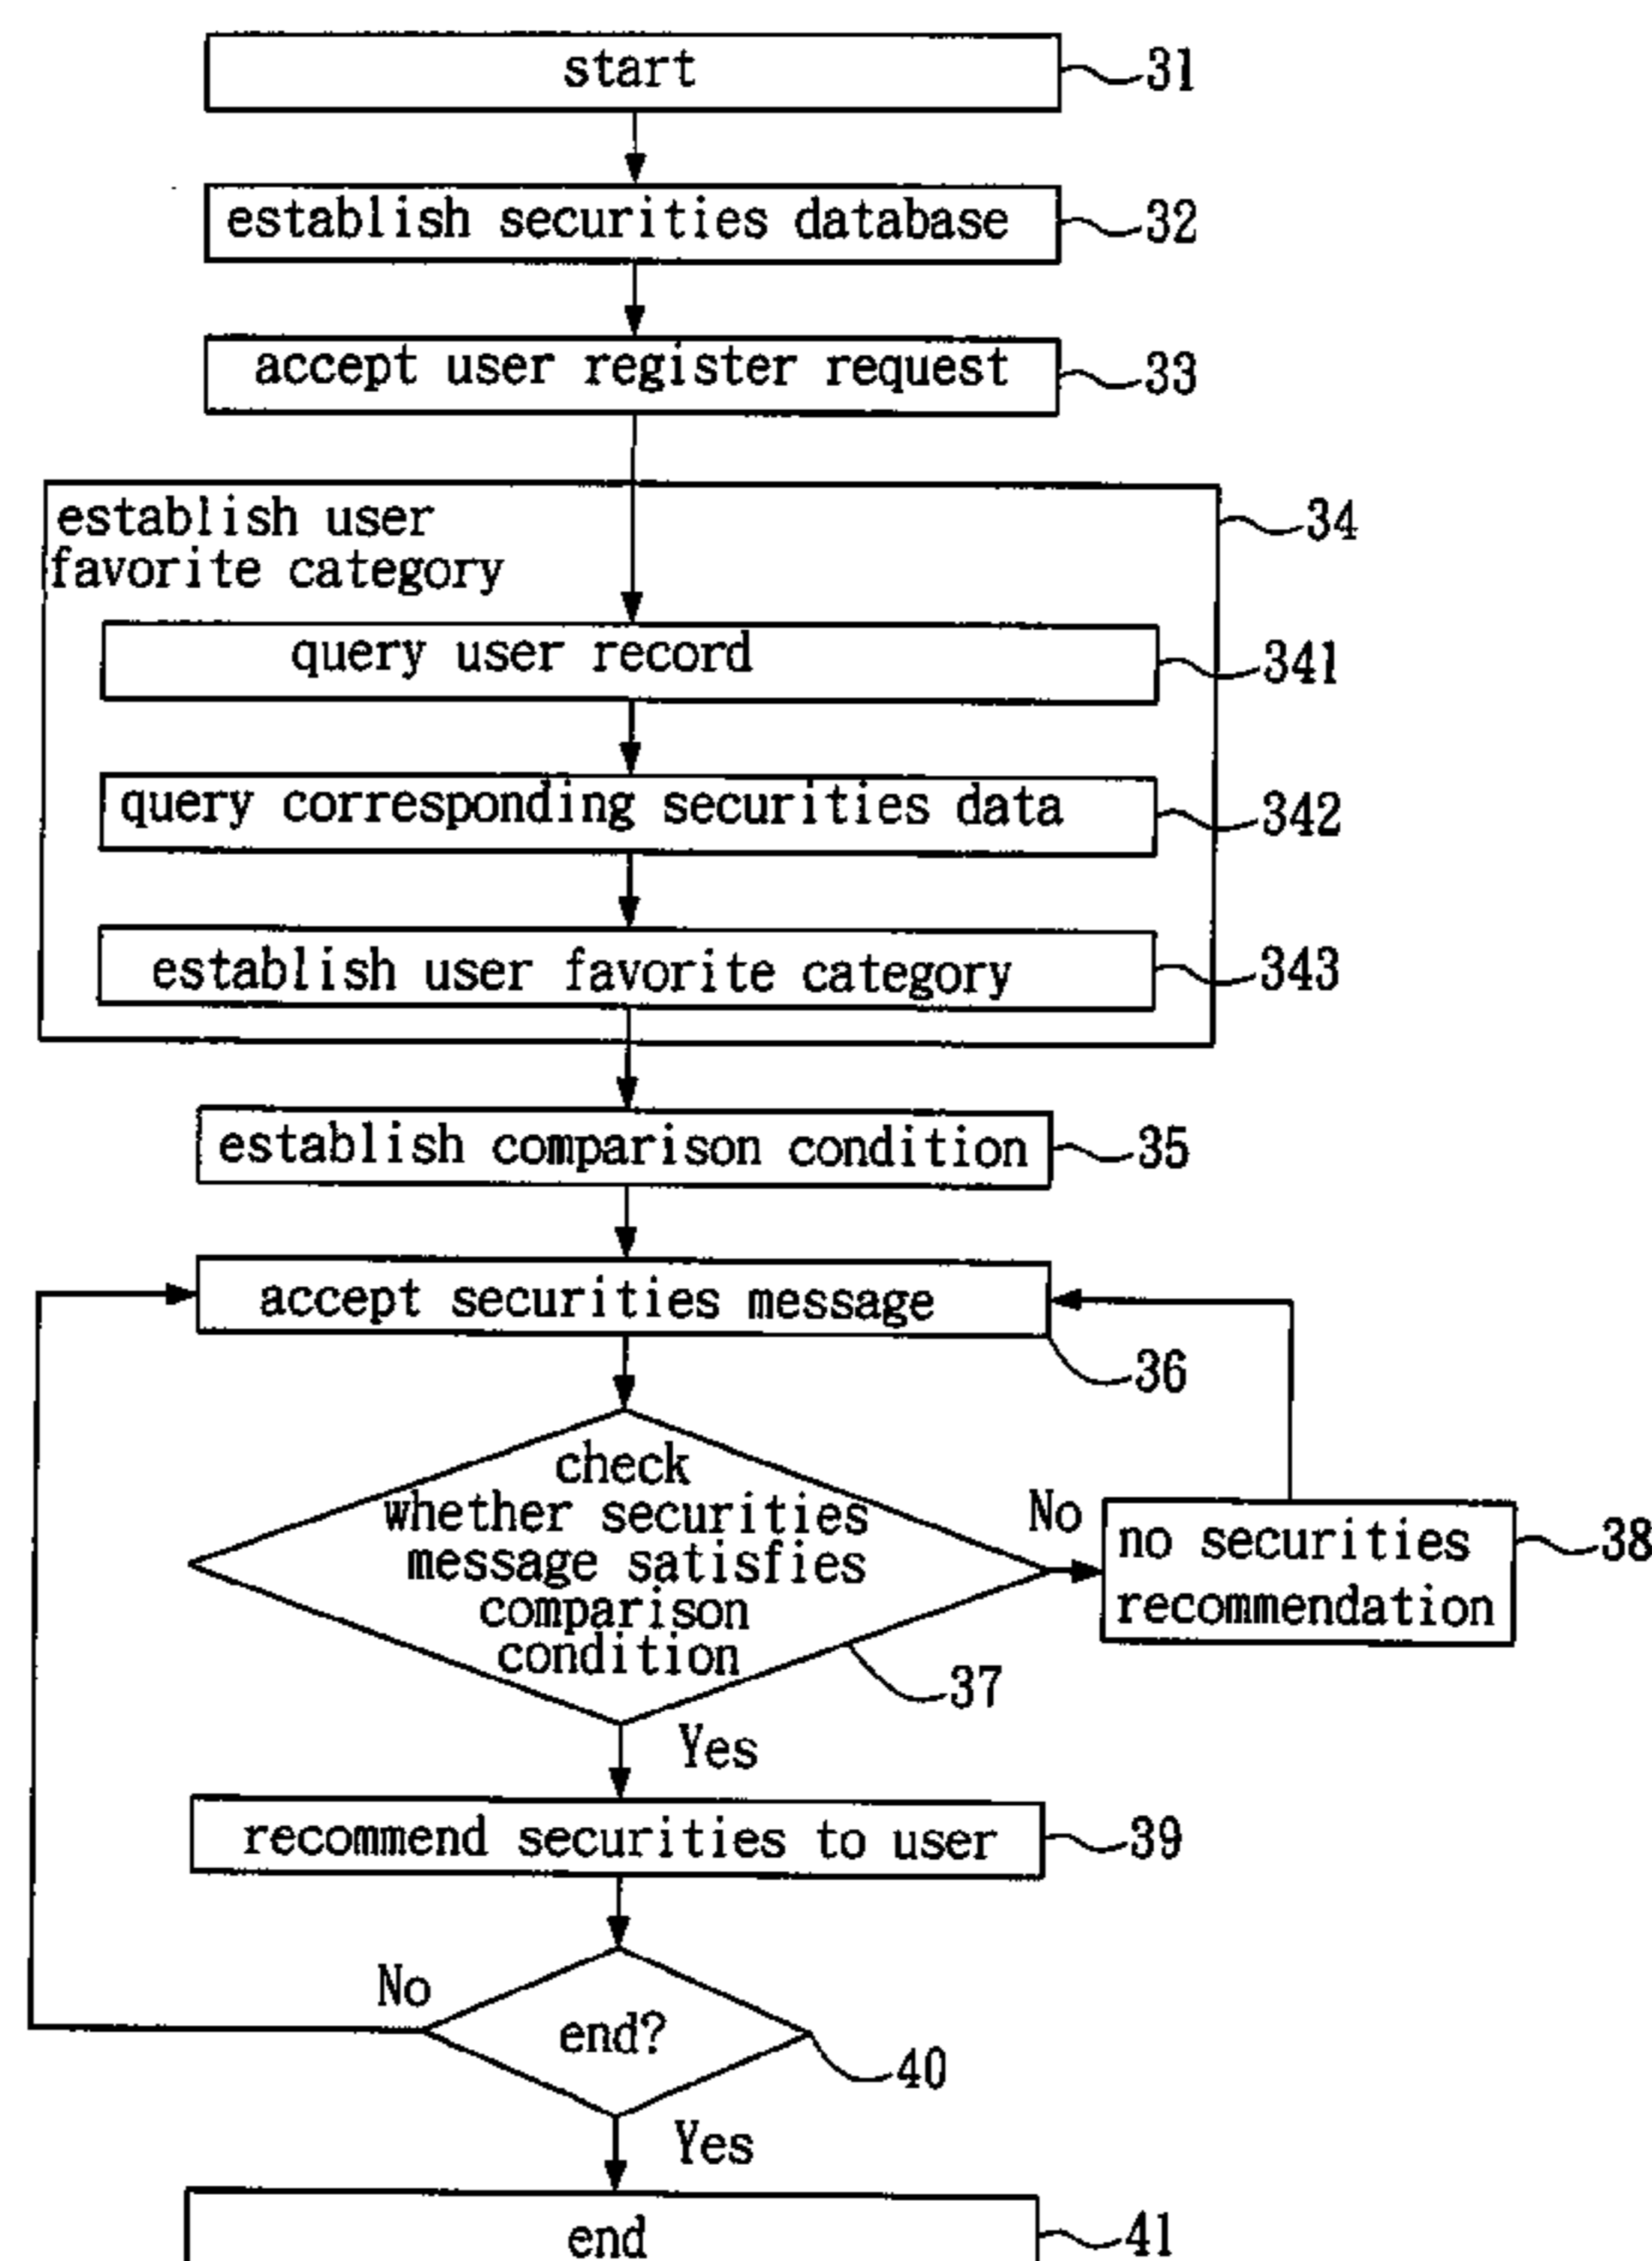 start
31
establish securities database
32
accept user register request
33
establish user
favorite category
34
query user record
341
query corresponding securities data
342
establish user favorite category
343
establish comparison condition
35
accept securities message
36
check
whether securities
message satisfies
comparison
condition
37
No
no securities
recommendation
38
Yes
recommend securities to user
39
No
end?
40
Yes
end
41